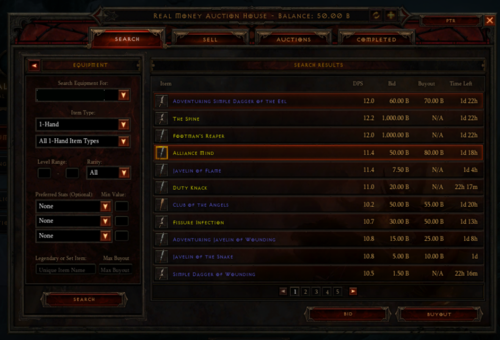 Real Money Auction House - Balance: 50.00 B
PTR
Search
Sell
Auctions
Completed
Equipment
Search Equipment For:
Item Type:
1-Hand
All 1-Hand Item Types
Level Range: Rarity:
- All
Preferred Stats (Optional): Min Value:
None
None
None
Legendary or Set Item: Max Buyout
Unique Item Name Max Buyout
Search
Search Results
Item DPS Bid Buyout Time Left
Adventuring Simple Dagger of the Eel 12.0 60.00 B 70.00 B 1d 22h
The Spine 12.2 1,000.00 B N/A 1d 22h
Footman's Reaper 12.0 1,000.00 B N/A 1d 22h
Alliance Mind 11.4 50.00 B 80.00 B 1d 18h
Javelin of Flame 11.4 7.50 B N/A 1d 4h
Duty Knack 11.0 20.00 B N/A 22h 17m
Club of the Angels 10.2 50.00 B 55.00 B 1d 20h
Fissure Infection 10.7 30.00 B 50.00 B 1d 13h
Adventuring Javelin of Wounding 10.8 15.00 B 25.00 B 1d 8h
Javelin of the Snake 10.8 5.00 B 10.00 B 1d
Simple Dagger of Wounding 10.5 1.50 B N/A 22h 16m
1 2 3 4 5
Bid
Buyout